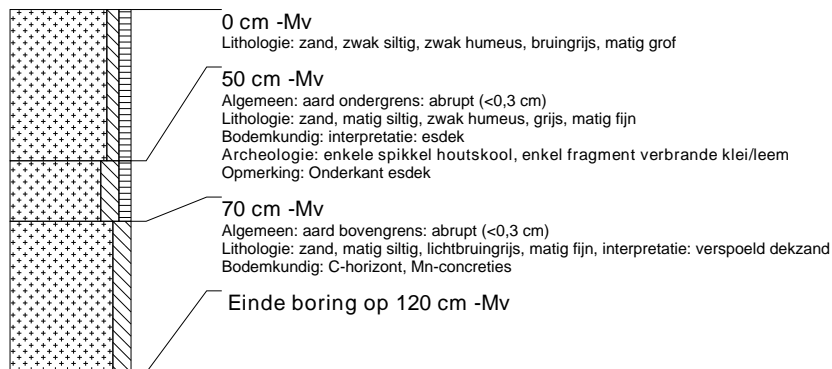 0 cm -Mv
Lithologie: zand, zwak siltig, zwak humeus, bruingrijs, matig grof
50 cm -Mv
Algemeen: aard ondergrens: abrupt (<0,3 cm)
Lithologie: zand, matig siltig, zwak humeus, grijs, matig fijn
Bodemkundig: interpretatie: esdek
Archeologie: enkele spikkel houtskool, enkel fragment verbrande klei/leem
Opmerking: Onderkant esdek
70 cm -Mv
Algemeen: aard bovengrens: abrupt (<0,3 cm)
Lithologie: zand, matig siltig, lichtbruingrijs, matig fijn, interpretatie: verspoeld dekzand
Bodemkundig: C-horizont, Mn-concreties
Einde boring op 120 cm -Mv